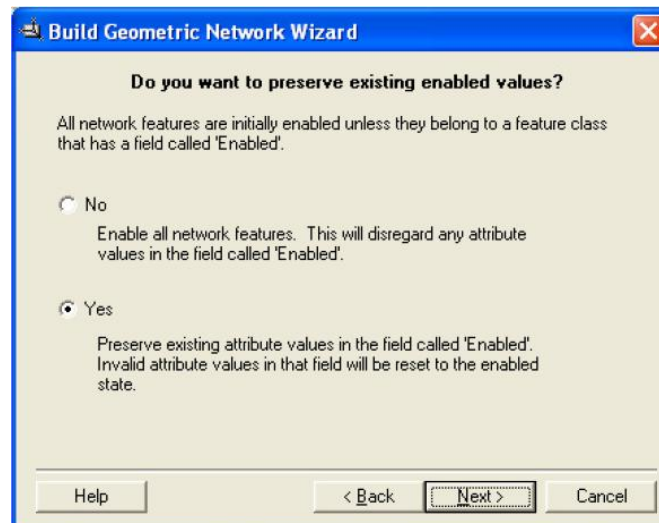 Build Geometric Network Wizard
Do you want to preserve existing enabled values?
All network features are initially enabled unless they belong to a feature class
that has a field called 'Enabled'.
No
Enable all network features. This will disregard any attribute
values in the field called 'Enabled'.
Yes
Preserve existing attribute values in the field called 'Enabled'.
Invalid attribute values in that field will be reset to the enabled
state.
Help < Back Next > Cancel